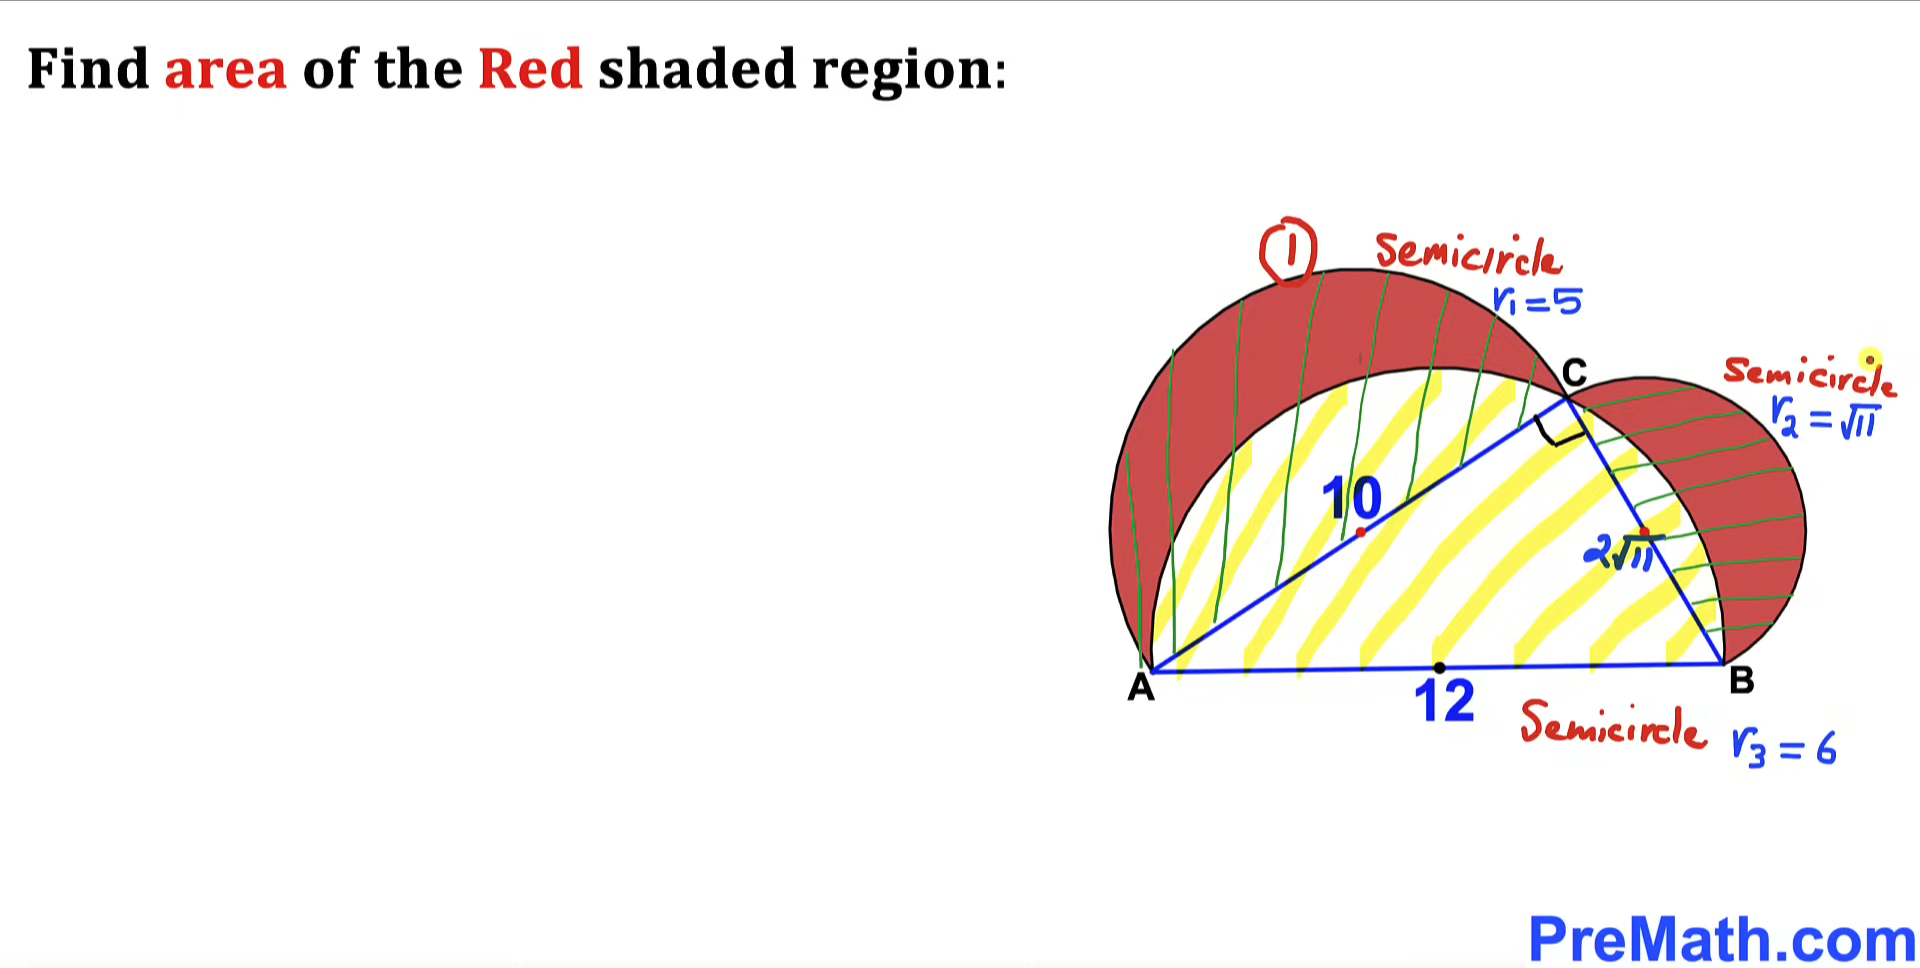 Find area of the Red shaded region:
1
Semicircle
r₁=5
C
Semicircle
r₂=√11
10
2√11
A
B
12
Semicircle r₃=6
PreMath.com